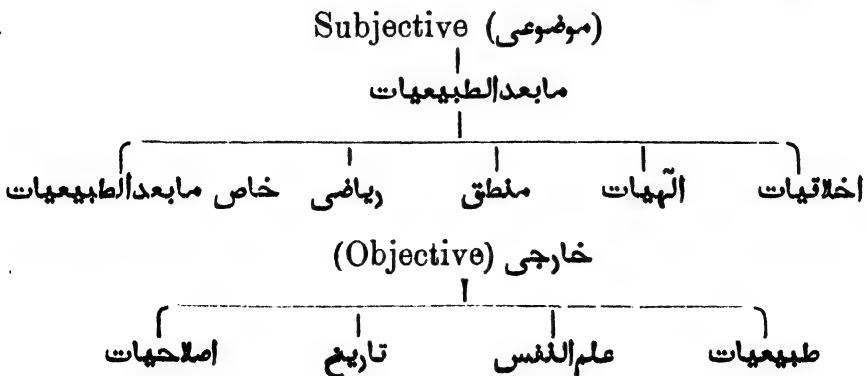 (موضوعی) Subjective
مابعدالطبیعیات
اخلاقیات الٓہیات منطق ریاضی خاص مابعدالطبیعیات
خارجی (Objective)
طبیعیات علم‌النفس تاریخ اصلاحیات